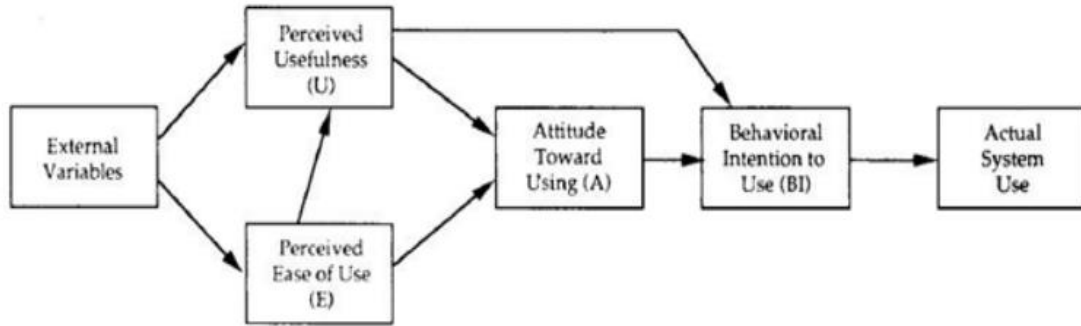 External
Variables
Perceived
Usefulness
(U)
Perceived
Ease of Use
(E)
Attitude
Toward
Using (A)
Behavioral
Intention to
Use (BI)
Actual
System
Use